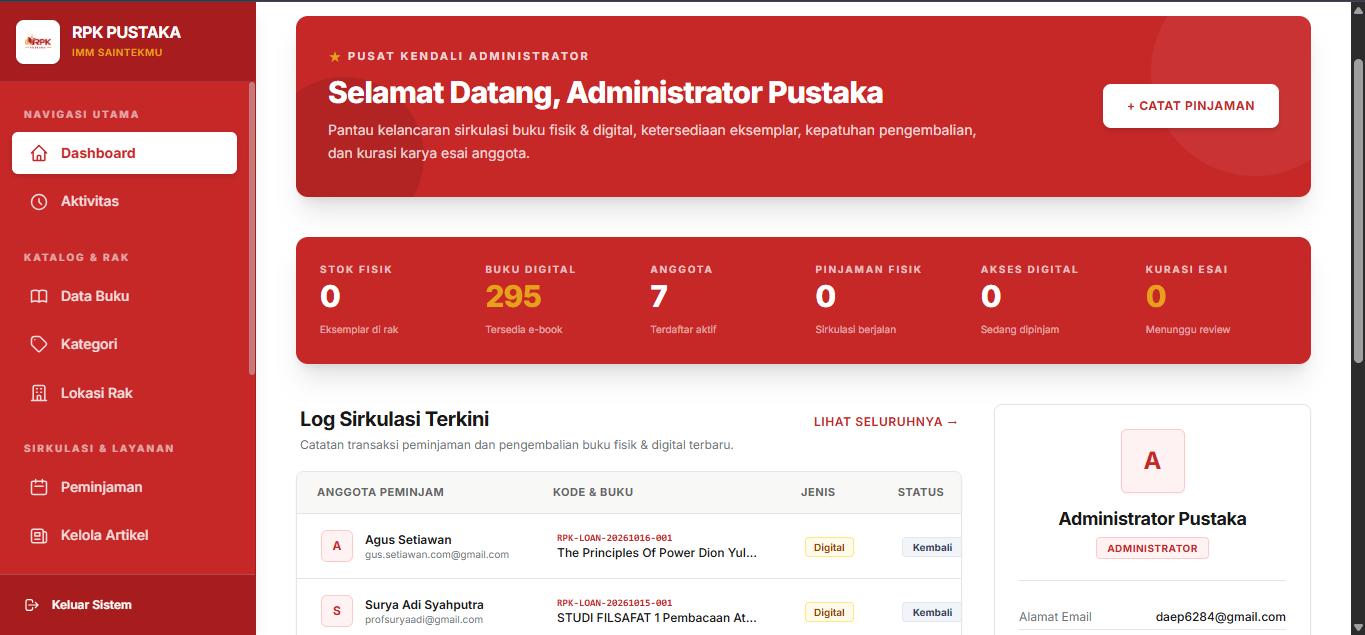 RPK
RPK PUSTAKA
IMM SAINTEKMU
NAVIGASI UTAMA
Dashboard
Aktivitas
KATALOG & RAK
Data Buku
Kategori
Lokasi Rak
SIRKULASI & LAYANAN
Peminjaman
Kelola Artikel
Keluar Sistem
★ PUSAT KENDALI ADMINISTRATOR
Selamat Datang, Administrator Pustaka
Pantau kelancaran sirkulasi buku fisik & digital, ketersediaan eksemplar, kepatuhan pengembalian,
dan kurasi karya esai anggota.
+ CATAT PINJAMAN
STOK FISIK
0
Eksemplar di rak
BUKU DIGITAL
295
Tersedia e-book
ANGGOTA
7
Terdaftar aktif
PINJAMAN FISIK
0
Sirkulasi berjalan
AKSES DIGITAL
0
Sedang dipinjam
KURASI ESAI
0
Menunggu review
Log Sirkulasi Terkini
LIHAT SELURUHNYA →
Catatan transaksi peminjaman dan pengembalian buku fisik & digital terbaru.
ANGGOTA PEMINJAM KODE & BUKU JENIS STATUS
A
Agus Setiawan
gus.setiawan.com@gmail.com
RPK-LOAN-20261016-001
The Principles Of Power Dion Yul...
Digital
Kembali
S
Surya Adi Syahputra
profsuryaadi@gmail.com
RPK-LOAN-20261015-001
STUDI FILSAFAT 1 Pembacaan At...
Digital
Kembali
A
Administrator Pustaka
ADMINISTRATOR
Alamat Email daep6284@gmail.com